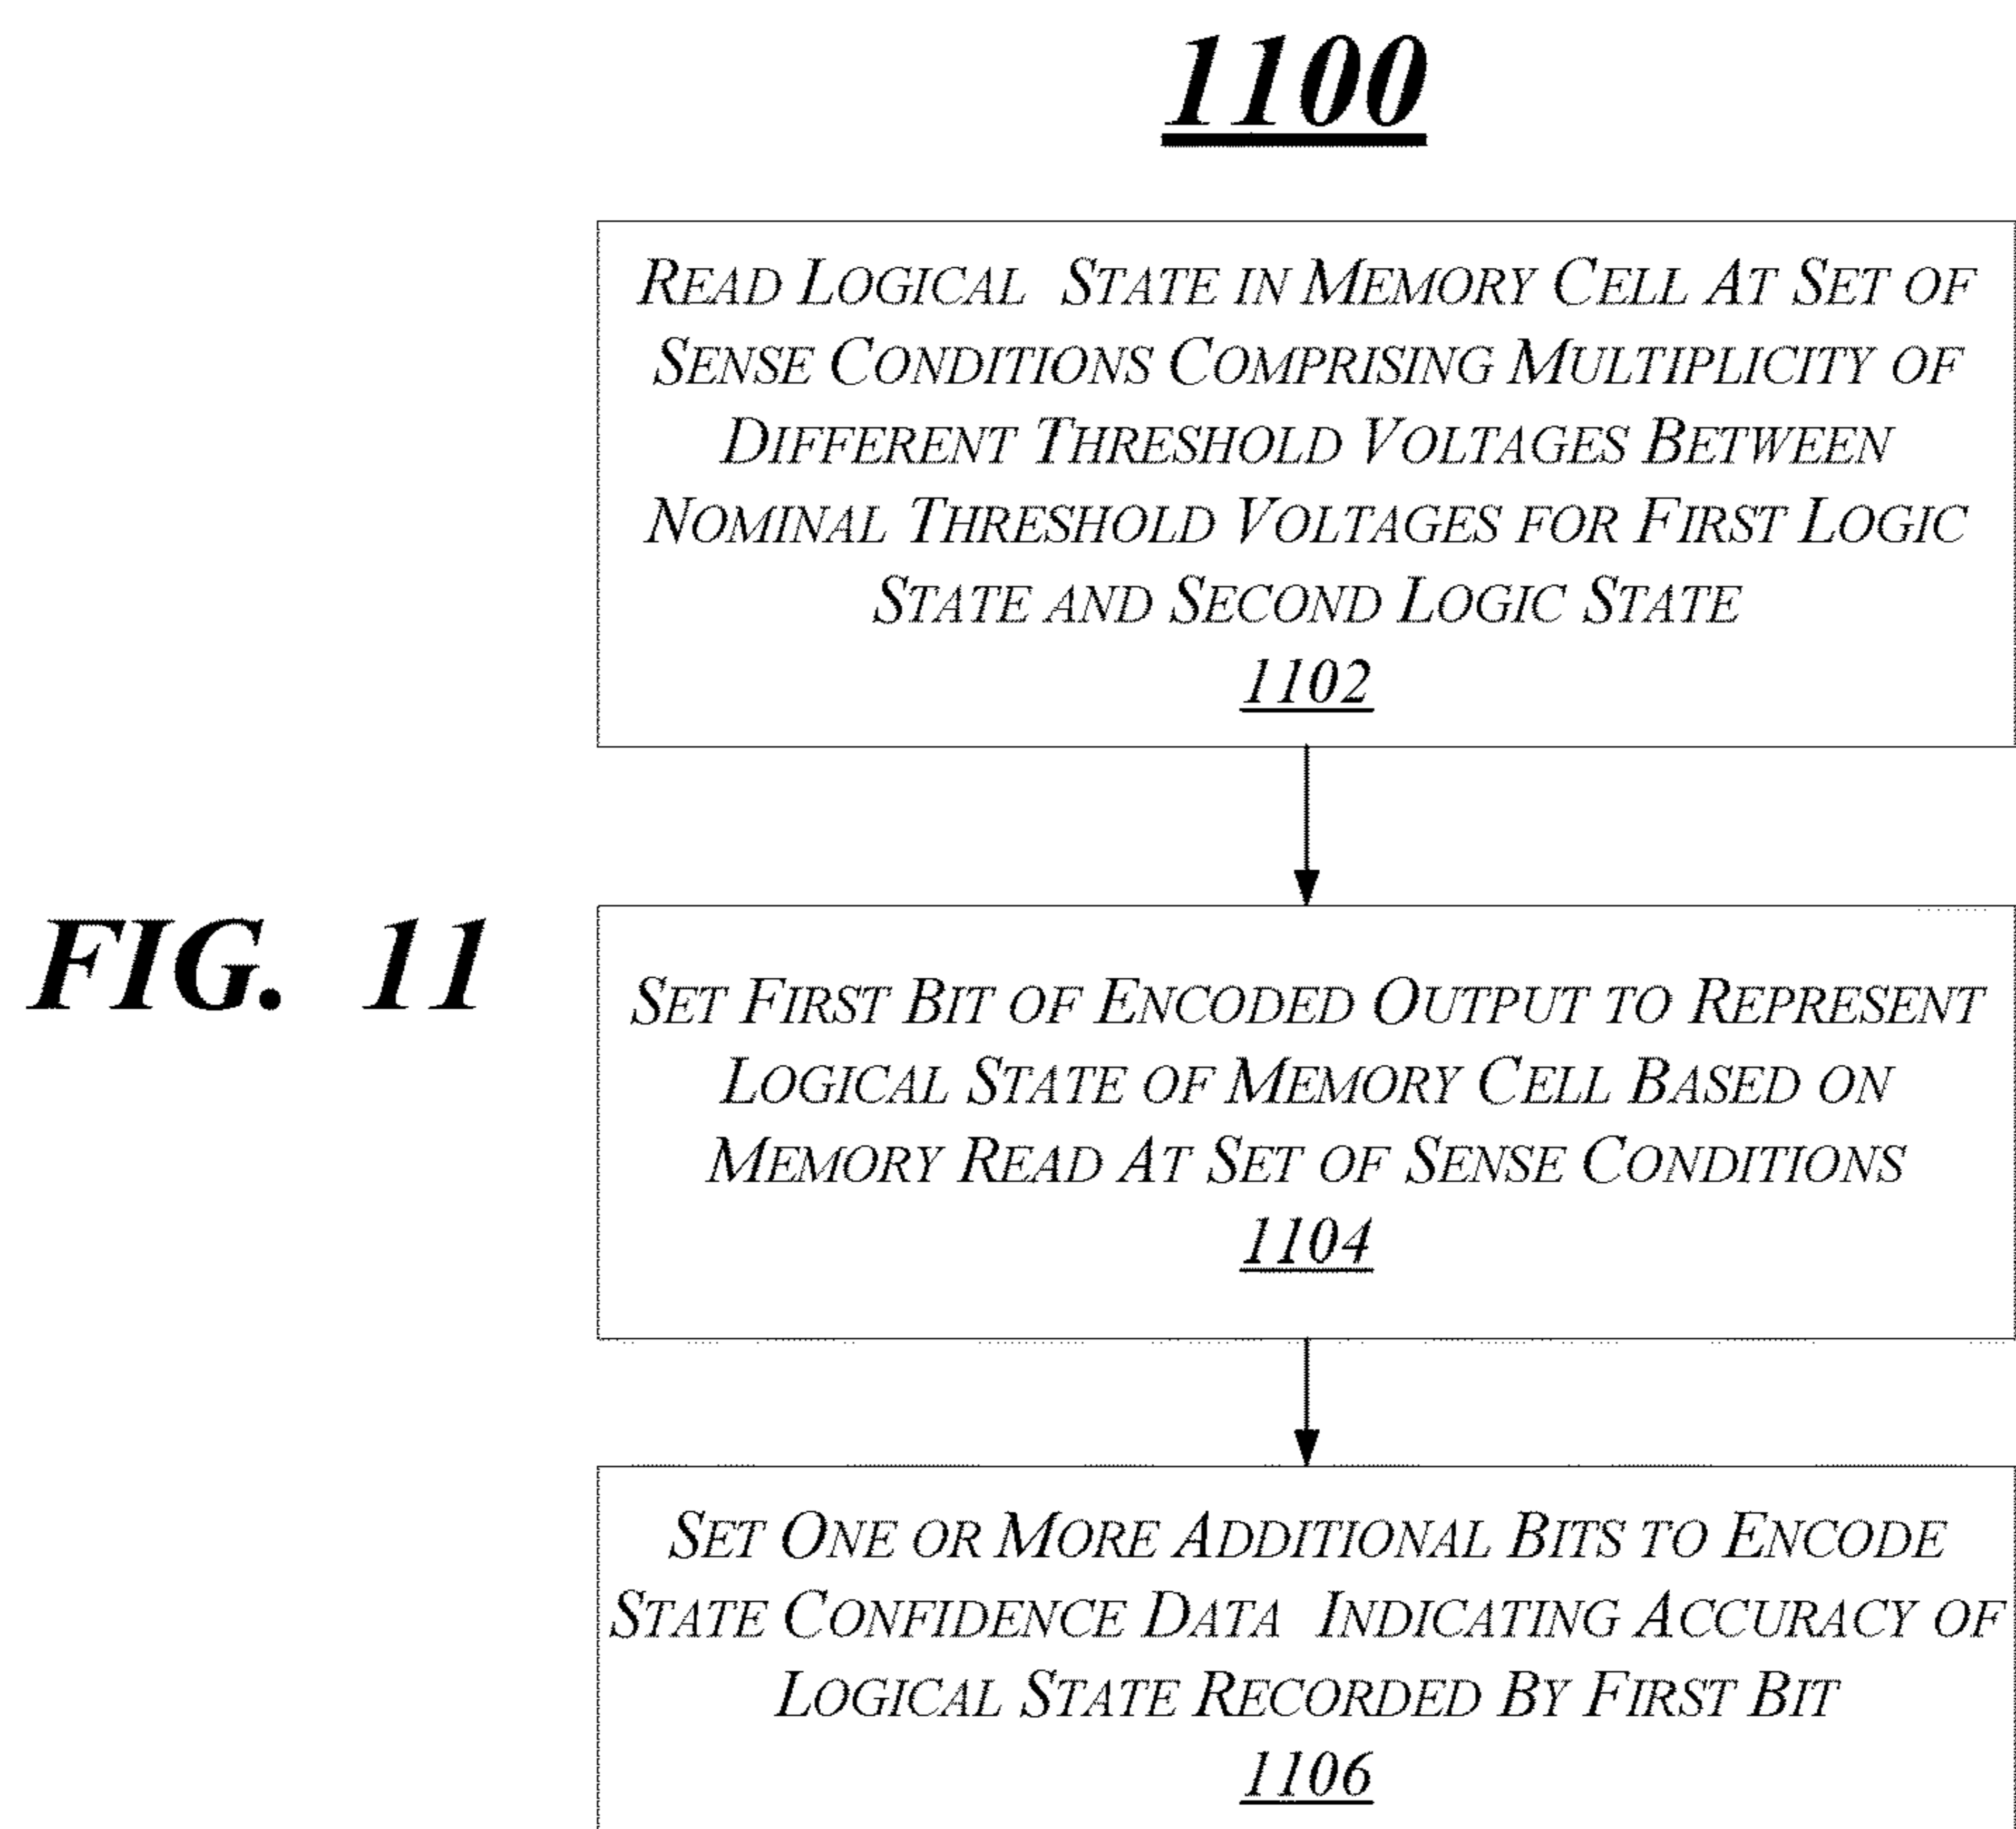 1100
READ LOGICAL STATE IN MEMORY CELL AT SET OF
SENSE CONDITIONS COMPRISING MULTIPLICITY OF
DIFFERENT THRESHOLD VOLTAGES BETWEEN
NOMINAL THRESHOLD VOLTAGES FOR FIRST LOGIC
STATE AND SECOND LOGIC STATE
1102
FIG. 11
SET FIRST BIT OF ENCODED OUTPUT TO REPRESENT
LOGICAL STATE OF MEMORY CELL BASED ON
MEMORY READ AT SET OF SENSE CONDITIONS
1104
SET ONE OR MORE ADDITIONAL BITS TO ENCODE
STATE CONFIDENCE DATA INDICATING ACCURACY OF
LOGICAL STATE RECORDED BY FIRST BIT
1106